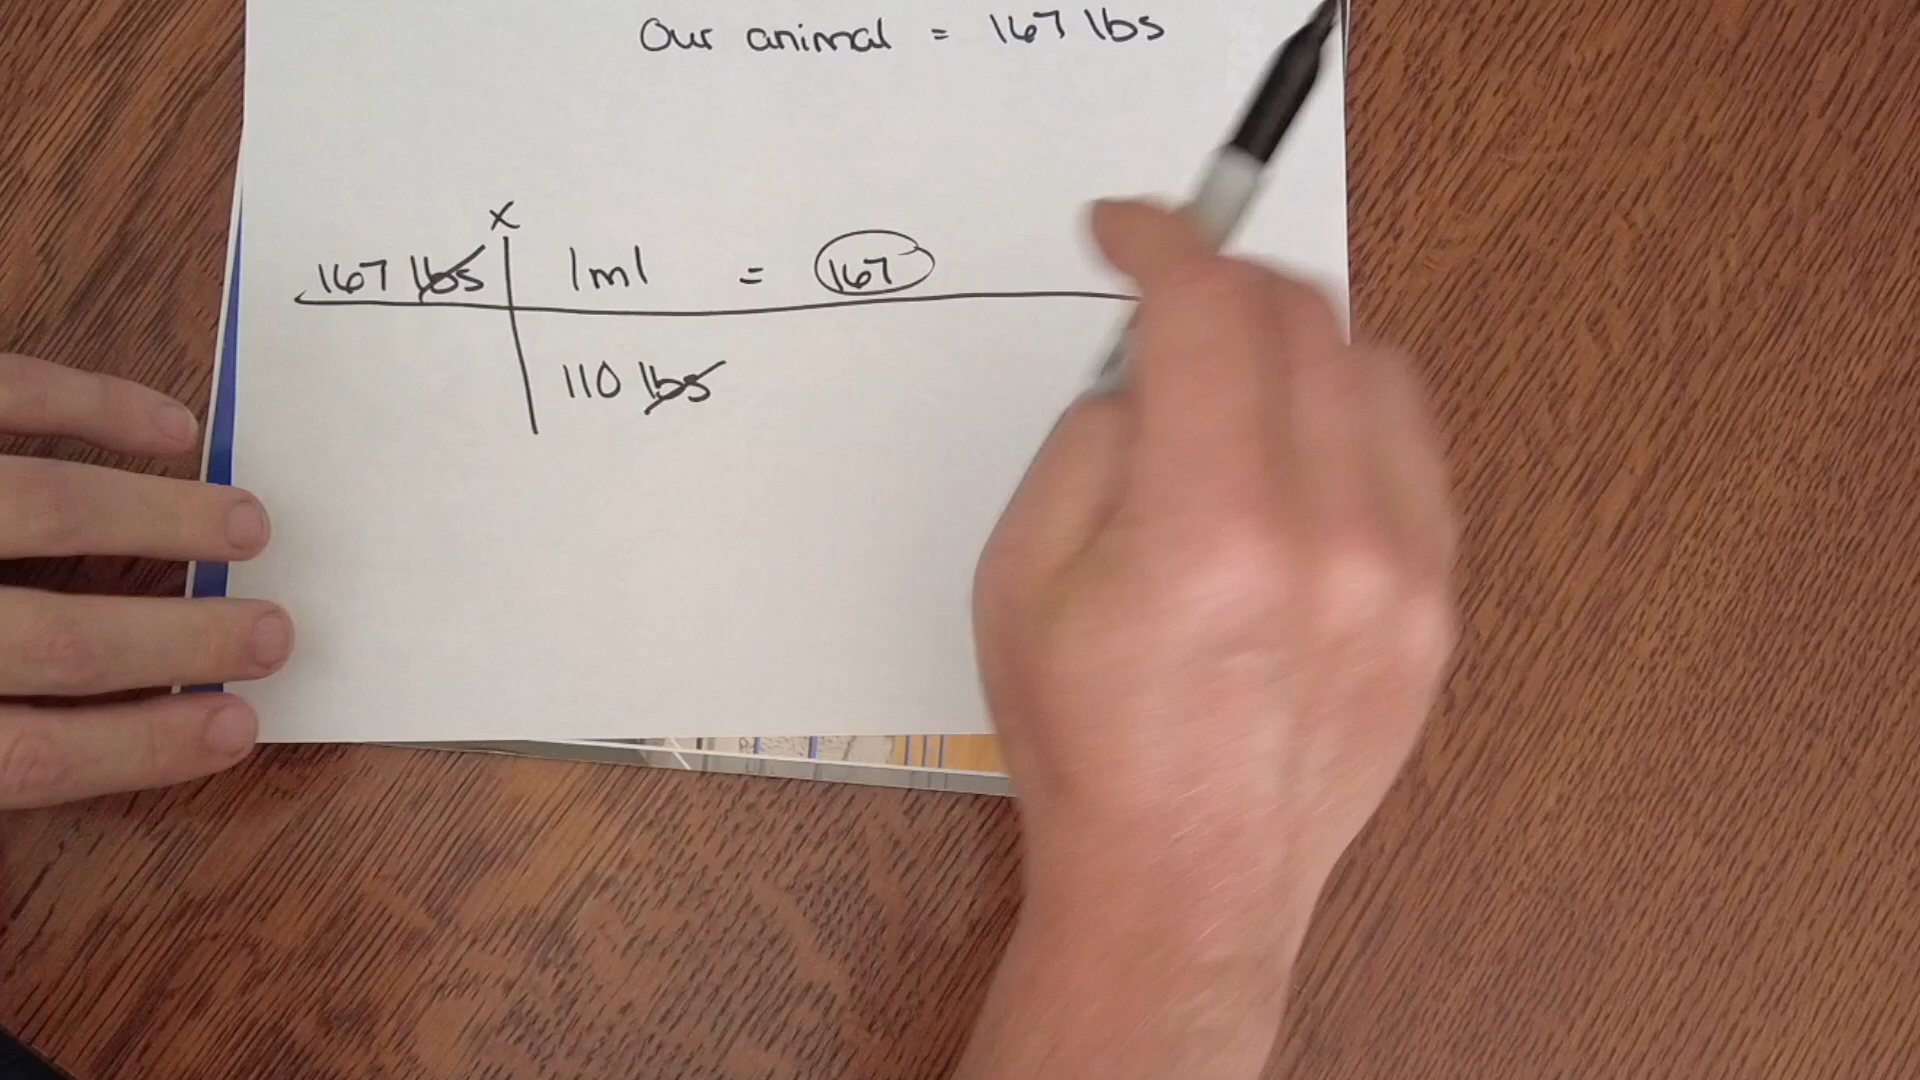 Our animal = 167 lbs
x
167 lbs 1ml = 167
110 lbs